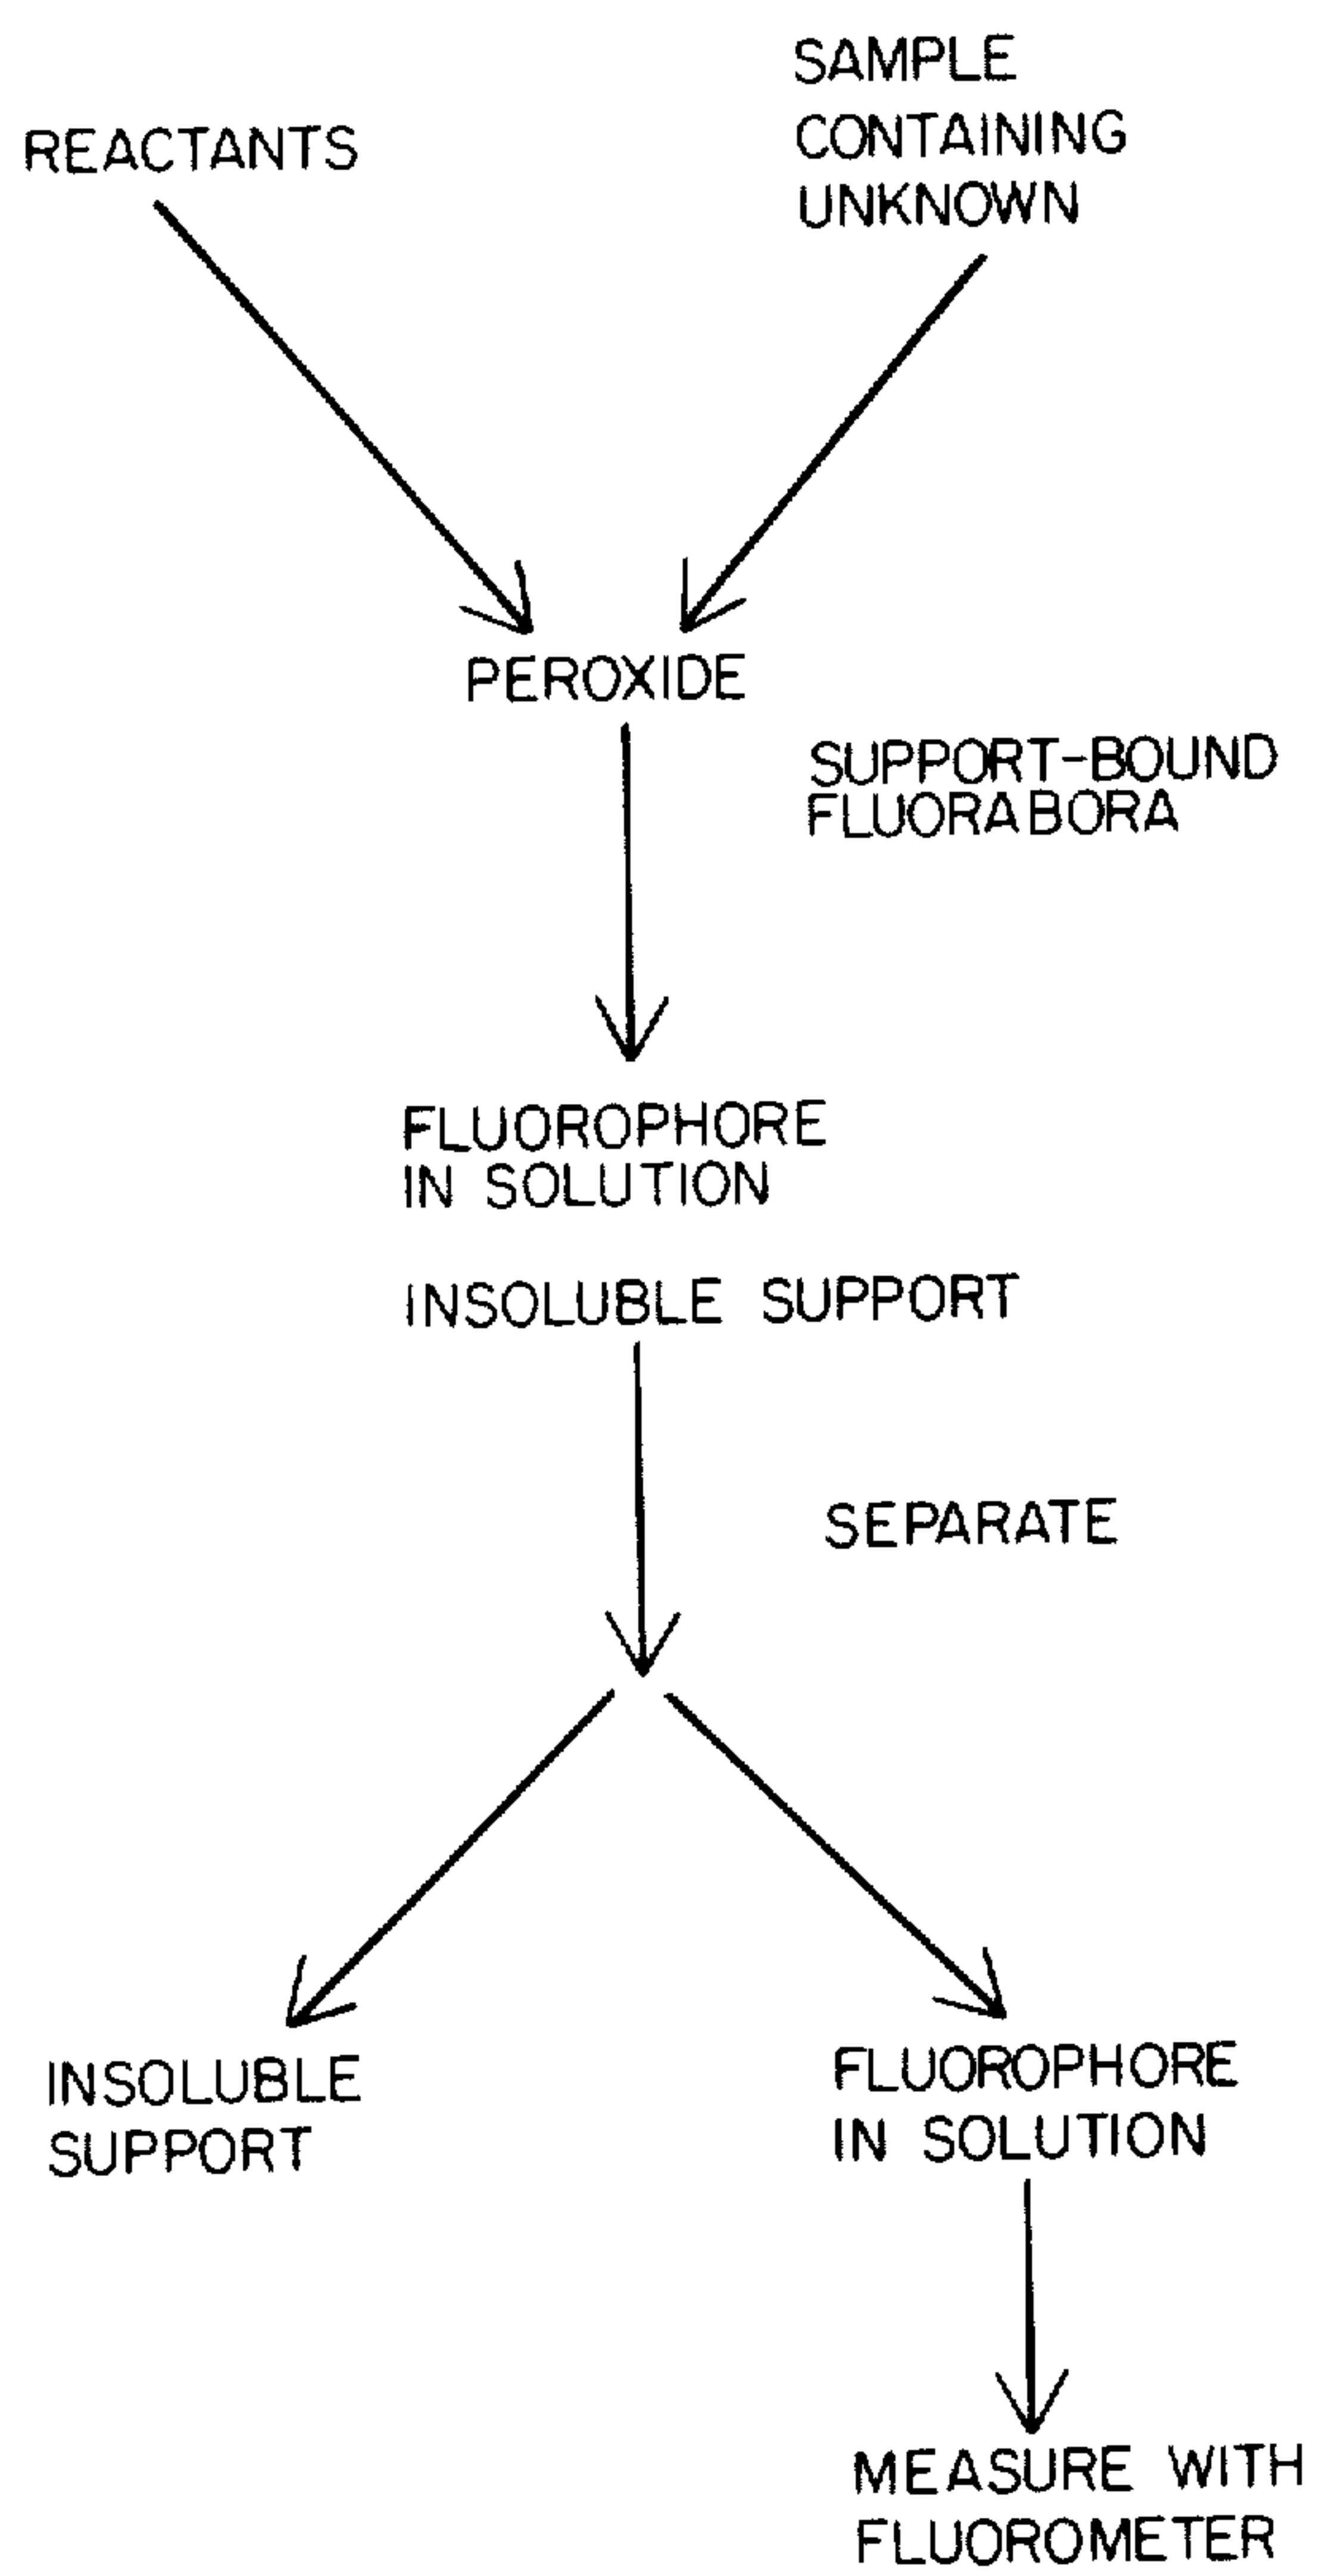 REACTANTS
SAMPLE
CONTAINING
UNKNOWN
PEROXIDE
SUPPORT-BOUND
FLUORABORA
FLUOROPHORE
IN SOLUTION
INSOLUBLE SUPPORT
SEPARATE
INSOLUBLE
SUPPORT
FLUOROPHORE
IN SOLUTION
MEASURE WITH
FLUOROMETER